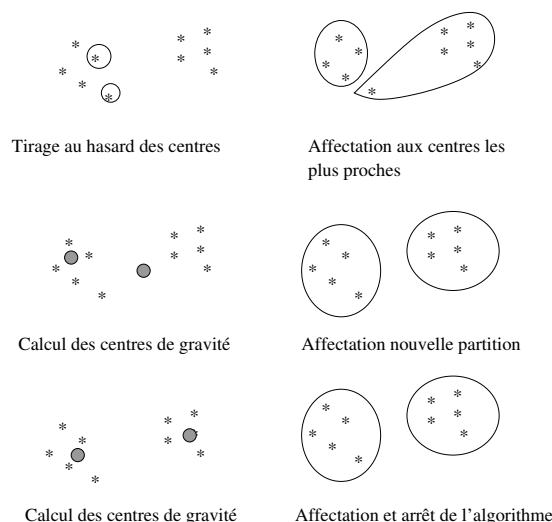 Tirage au hasard des centres
Affectation aux centres les
plus proches
Calcul des centres de gravité
Affectation nouvelle partition
Calcul des centres de gravité
Affectation et arrêt de l'algorithme